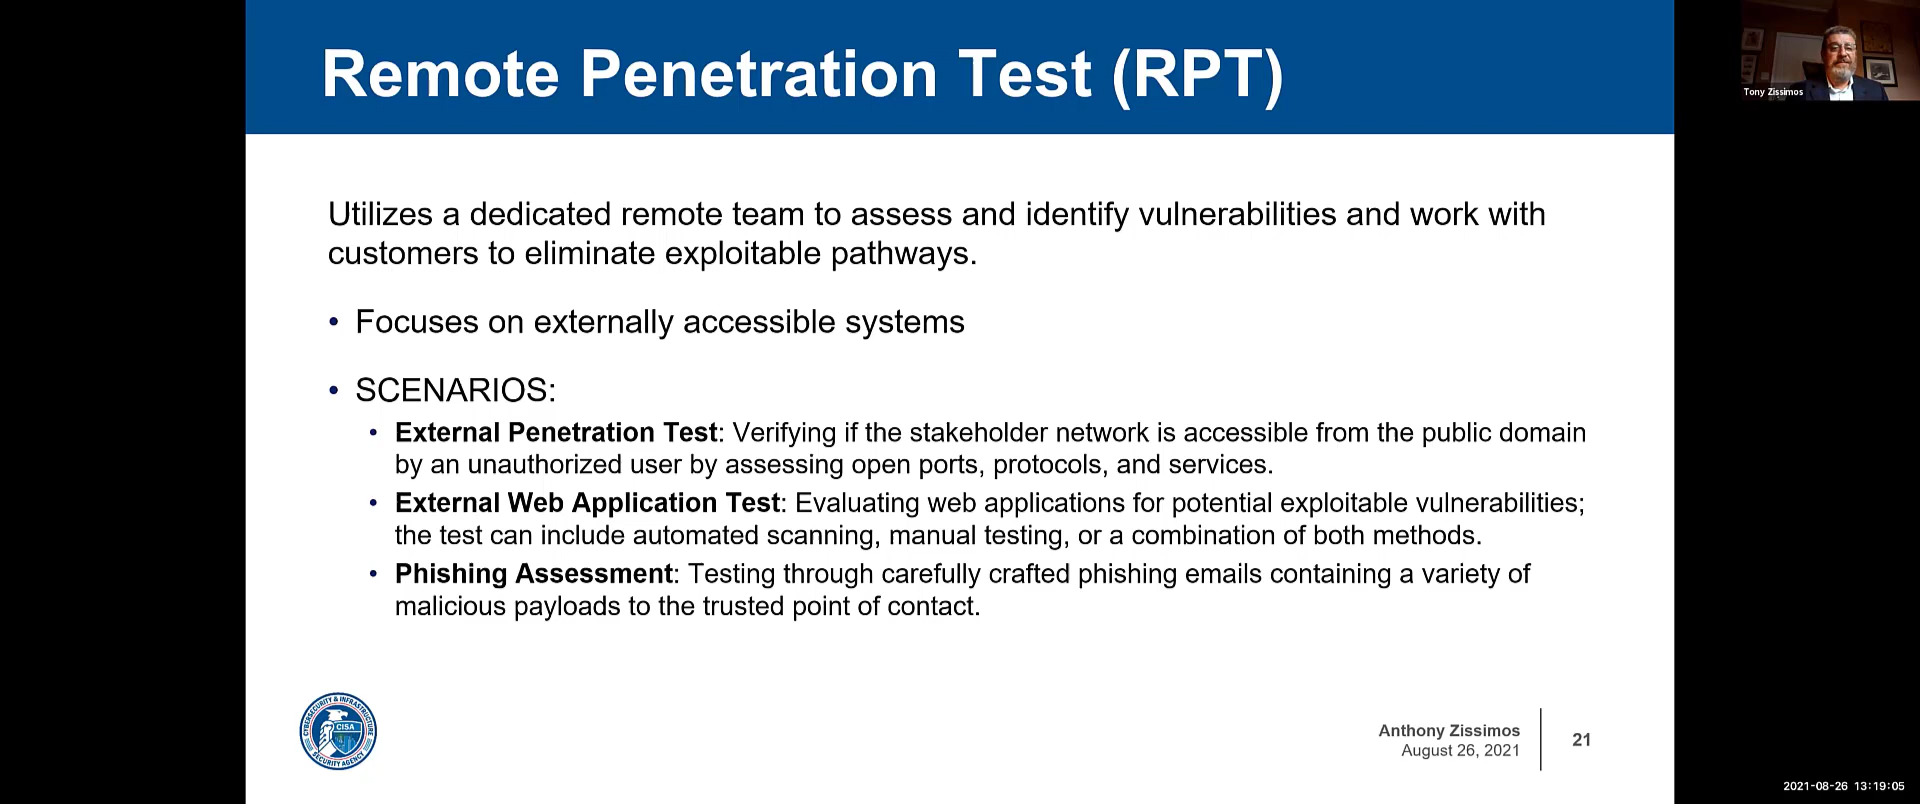 Remote Penetration Test (RPT)
Tony Zissimos
Utilizes a dedicated remote team to assess and identify vulnerabilities and work with
customers to eliminate exploitable pathways.
• Focuses on externally accessible systems
• SCENARIOS:
• External Penetration Test: Verifying if the stakeholder network is accessible from the public domain
by an unauthorized user by assessing open ports, protocols, and services.
• External Web Application Test: Evaluating web applications for potential exploitable vulnerabilities;
the test can include automated scanning, manual testing, or a combination of both methods.
• Phishing Assessment: Testing through carefully crafted phishing emails containing a variety of
malicious payloads to the trusted point of contact.
CYBERSECURITY & INFRASTRUCTURE
CISA
SECURITY AGENCY
Anthony Zissimos
August 26, 2021
21
2021-08-26 13:19:05